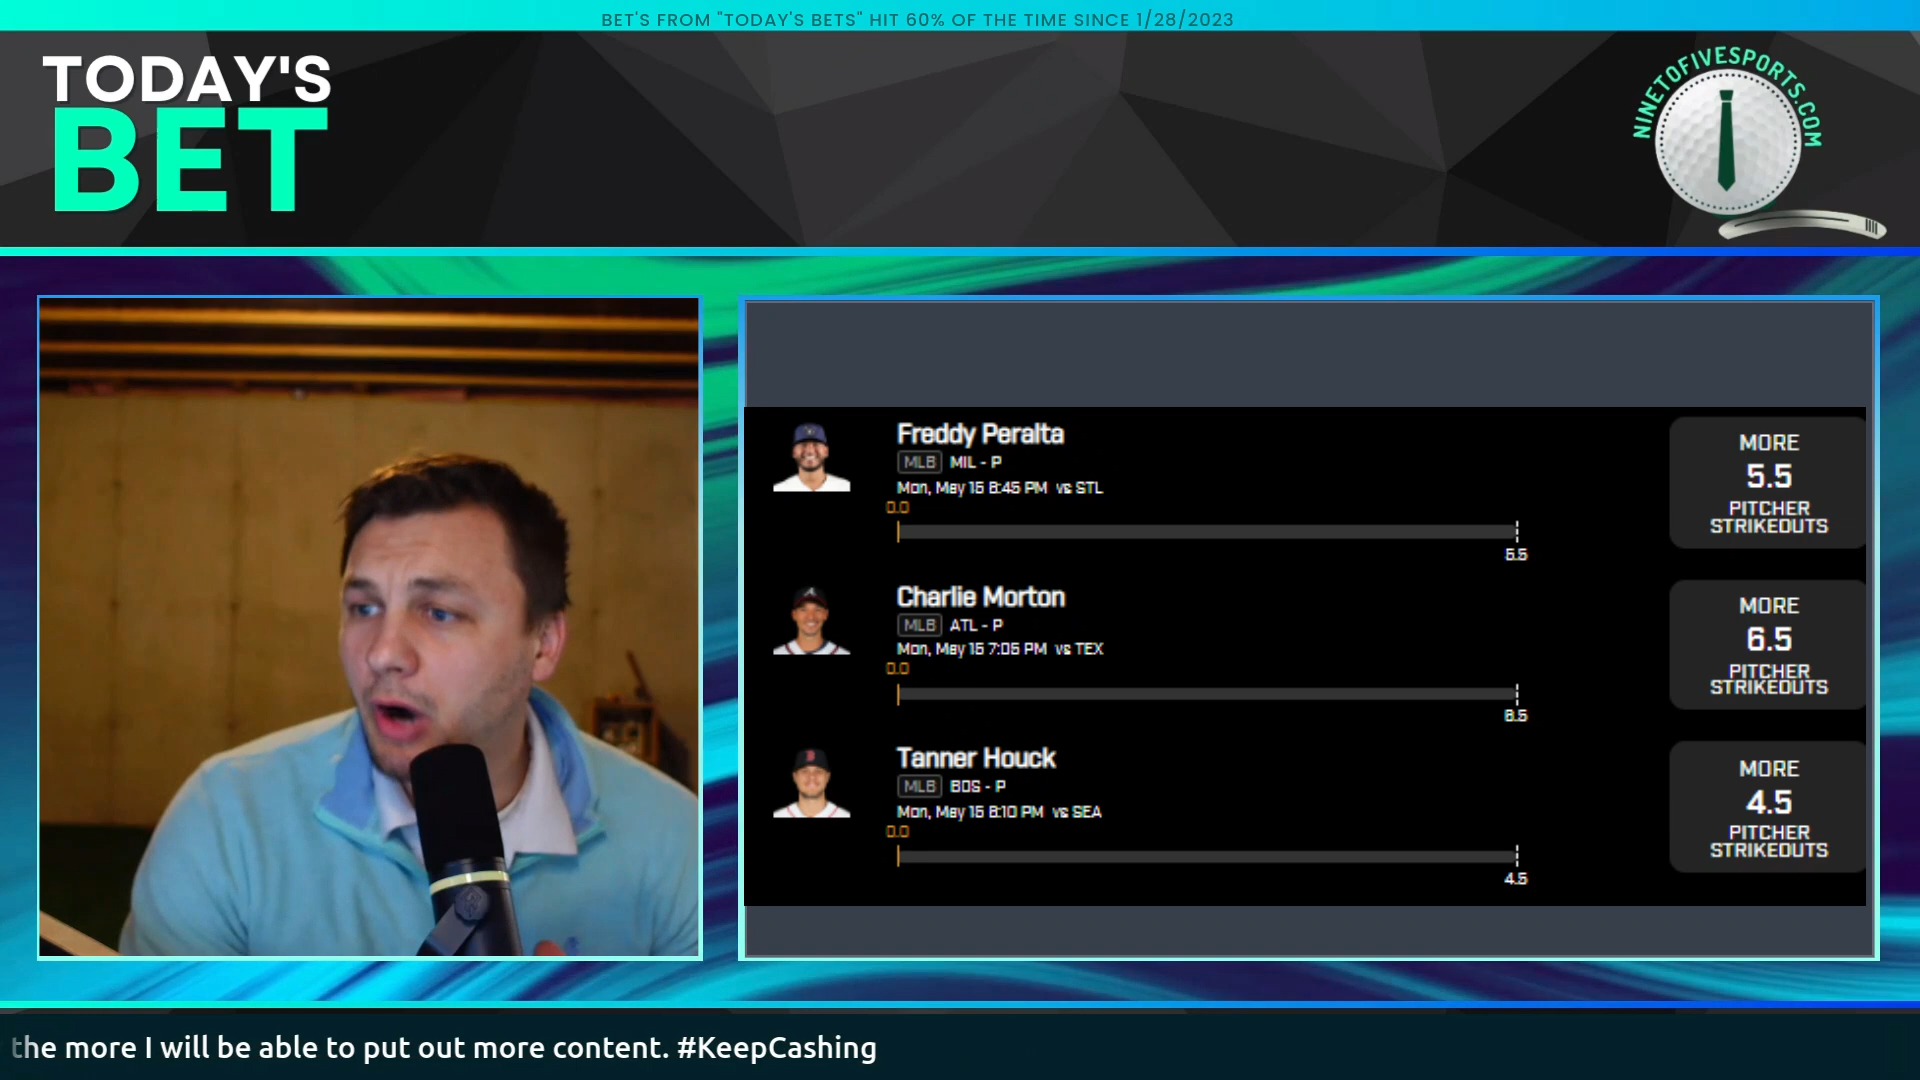 BET'S FROM "TODAY'S BETS" HIT 60% OF THE TIME SINCE 1/28/2023
TODAY'S
BET
NINETOFIVESPORTS.COM
Freddy Peralta
MLB MIL - P
Mon, May 15 6:45 PM vs STL
0.0
5.5
MORE
5.5
PITCHER
STRIKEOUTS
Charlie Morton
MLB ATL - P
Mon, May 15 7:05 PM vs TEX
0.0
6.5
MORE
6.5
PITCHER
STRIKEOUTS
Tanner Houck
MLB BOS - P
Mon, May 15 6:10 PM vs SEA
0.0
4.5
MORE
4.5
PITCHER
STRIKEOUTS
the more I will be able to put out more content. #KeepCashing